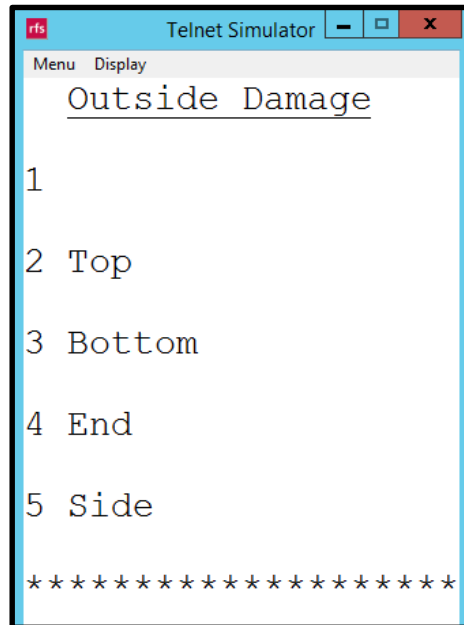 rfs Telnet Simulator
Menu Display
Outside Damage
1
2 Top
3 Bottom
4 End
5 Side
********************